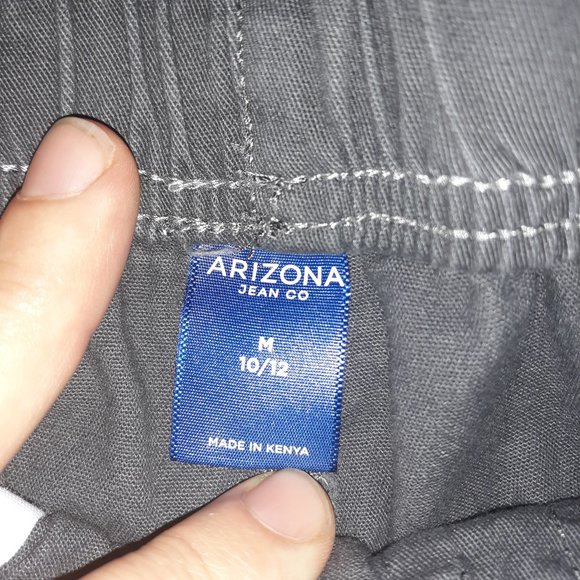 ARIZONA
JEAN CO
M
10/12
MADE IN KENYA